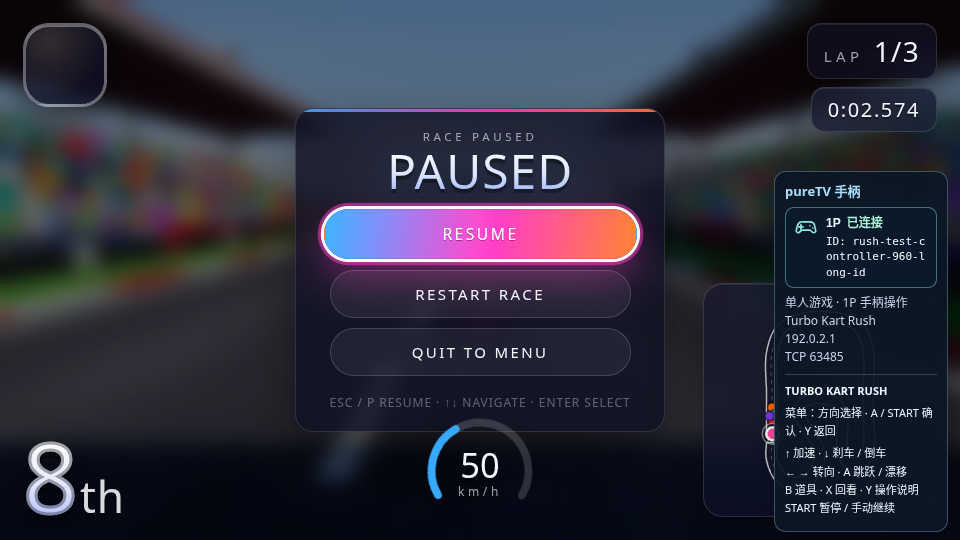 LAP 1/3
0:02.574
RACE PAUSED
PAUSED
RESUME
RESTART RACE
QUIT TO MENU
ESC / P RESUME · ↑↓ NAVIGATE · ENTER SELECT
50
km/h
8th
pureTV 手柄
1P 已连接
ID: rush-test-c
ontroller-960-l
ong-id
单人游戏 · 1P 手柄操作
Turbo Kart Rush
192.0.2.1
TCP 63485
TURBO KART RUSH
菜单：方向选择 · A / START 确
认 · Y 返回
↑ 加速 · ↓ 刹车 / 倒车
← → 转向 · A 跳跃 / 漂移
B 道具 · X 回看 · Y 操作说明
START 暂停 / 手动继续